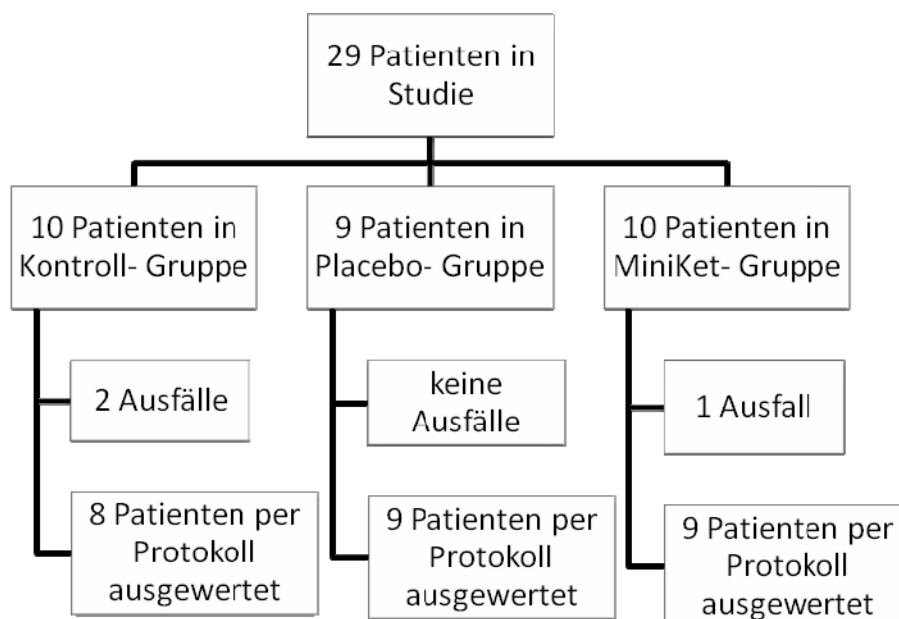 29 Patienten in
Studie
10 Patienten in
Kontroll- Gruppe
9 Patienten in
Placebo- Gruppe
10 Patienten in
MiniKet- Gruppe
2 Ausfälle
keine
Ausfälle
1 Ausfall
8 Patienten per
Protokoll
ausgewertet
9 Patienten per
Protokoll
ausgewertet
9 Patienten per
Protokoll
ausgewertet